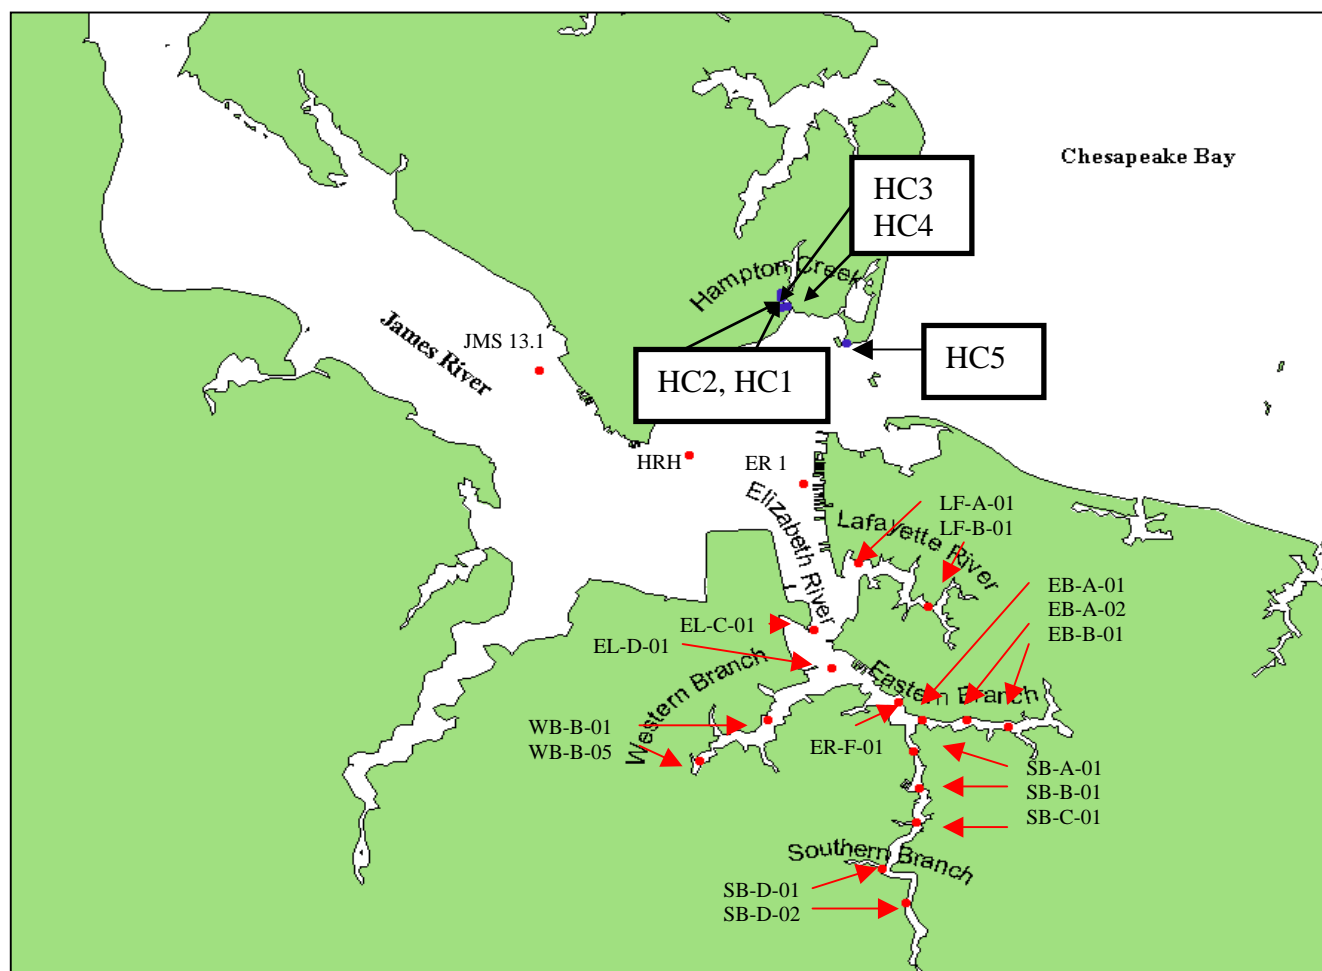 Chesapeake Bay
HC3
HC4
Hampton Creek
James River
JMS 13.1
HC2, HC1
HC5
HRH
ER 1
Elizabeth River
Lafayette River
LF-A-01
LF-B-01
EB-A-01
EB-A-02
EB-B-01
EL-C-01
EL-D-01
Western Branch
Eastern Branch
WB-B-01
WB-B-05
ER-F-01
SB-A-01
SB-B-01
SB-C-01
Southern Branch
SB-D-01
SB-D-02